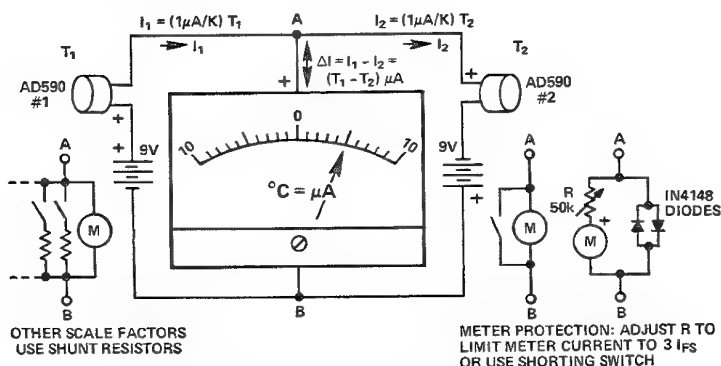 I₁ = (1μA/K) T₁
A
I₂ = (1μA/K) T₂
T₁
I₁
I₂
T₂
ΔI = I₁ - I₂ =
(T₁ - T₂) μA
AD590
#1
+
+
AD590
#2
+
+
9V
10
0
10
°C = μA
9V
+
A
M
B
B
A
M
B
A
R
50k
+
M
B
IN4148
DIODES
OTHER SCALE FACTORS
USE SHUNT RESISTORS
METER PROTECTION: ADJUST R TO
LIMIT METER CURRENT TO 3 I_FS
OR USE SHORTING SWITCH